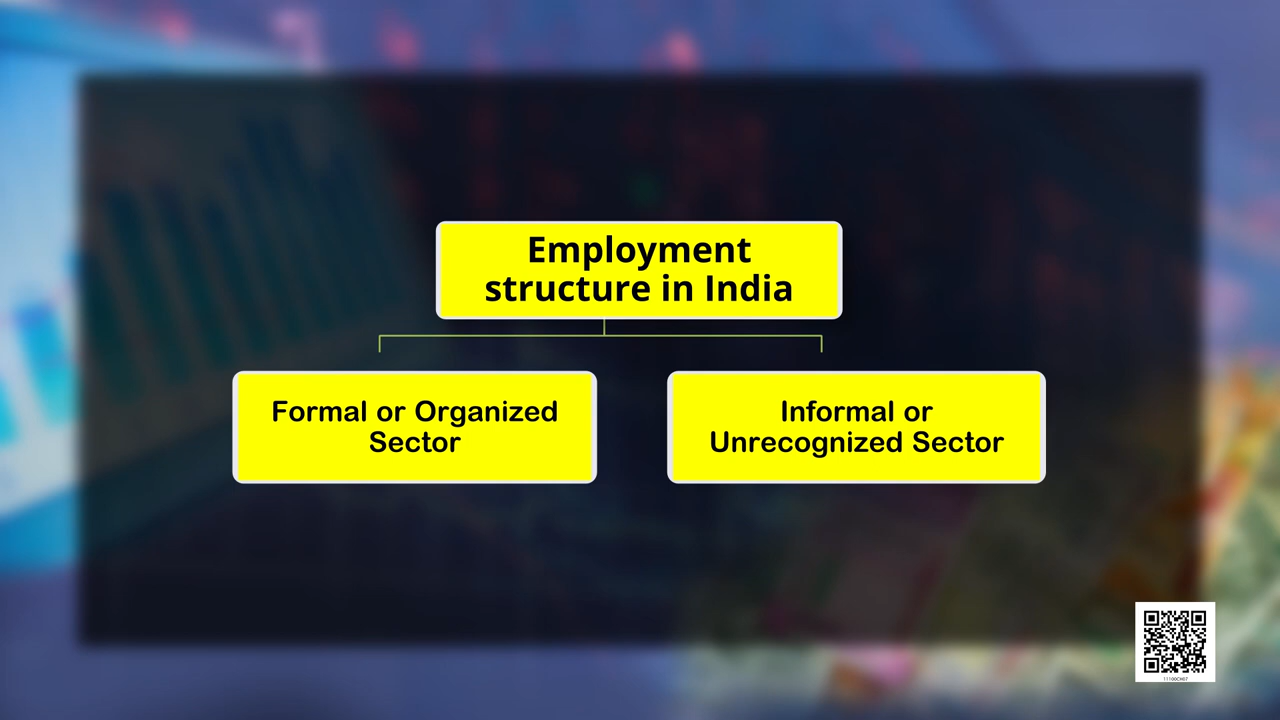 Employment
structure in India
Formal or Organized
Sector
Informal or
Unrecognized Sector